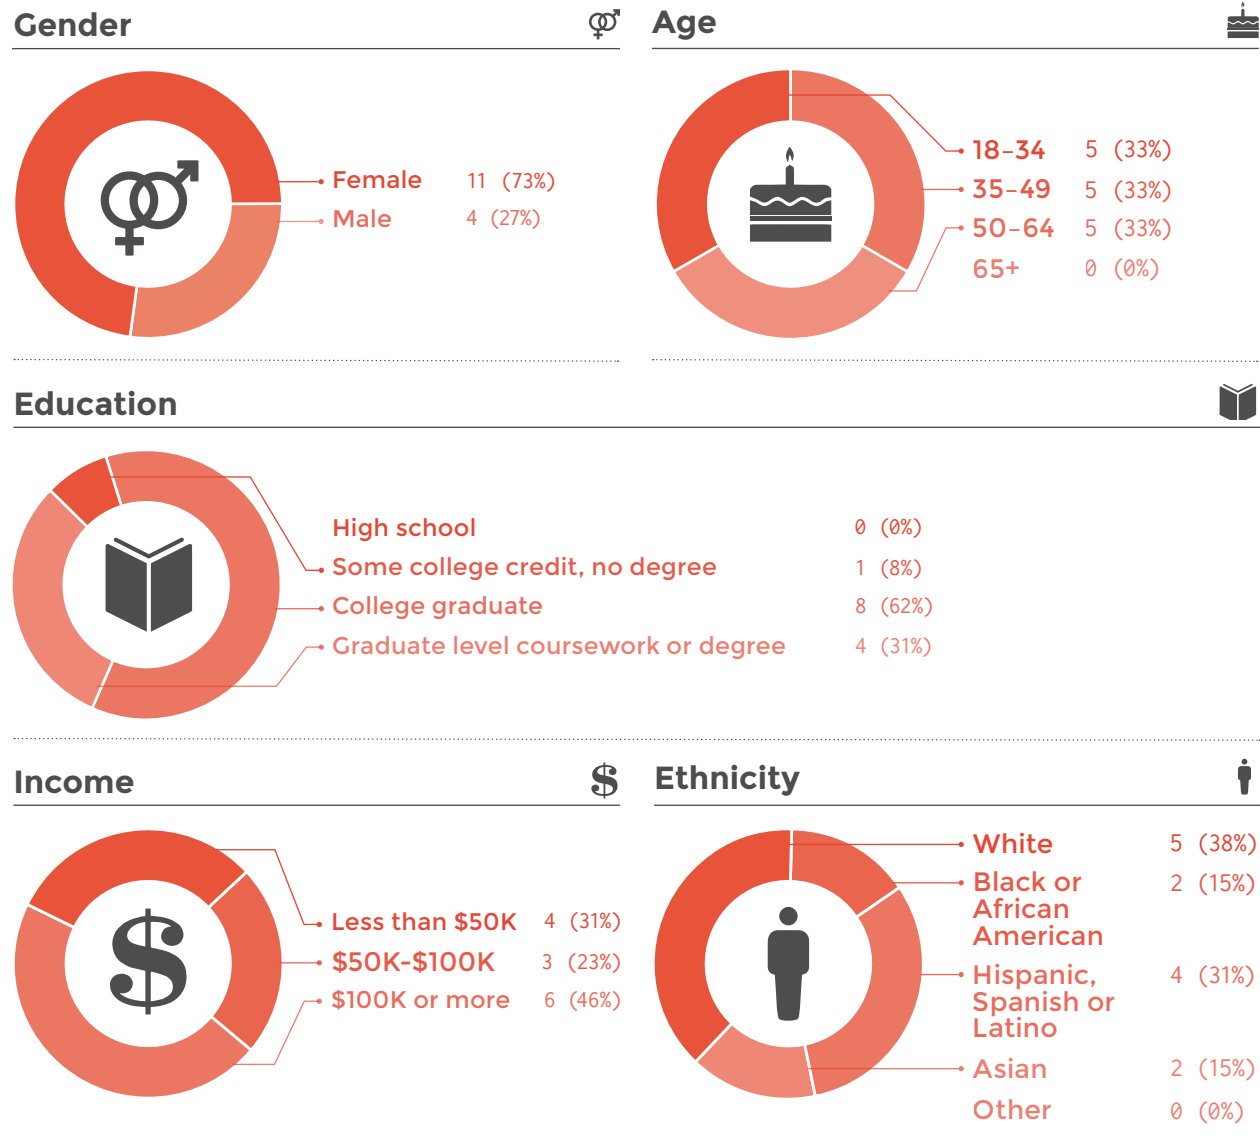 Gender
Female 11 (73%)
Male 4 (27%)
Age
18–34 5 (33%)
35–49 5 (33%)
50–64 5 (33%)
65+ 0 (0%)
Education
High school 0 (0%)
Some college credit, no degree 1 (8%)
College graduate 8 (62%)
Graduate level coursework or degree 4 (31%)
Income
$
$
Less than $50K 4 (31%)
$50K-$100K 3 (23%)
$100K or more 6 (46%)
Ethnicity
White 5 (38%)
Black or 2 (15%)
African
American
Hispanic, 4 (31%)
Spanish or
Latino
Asian 2 (15%)
Other 0 (0%)